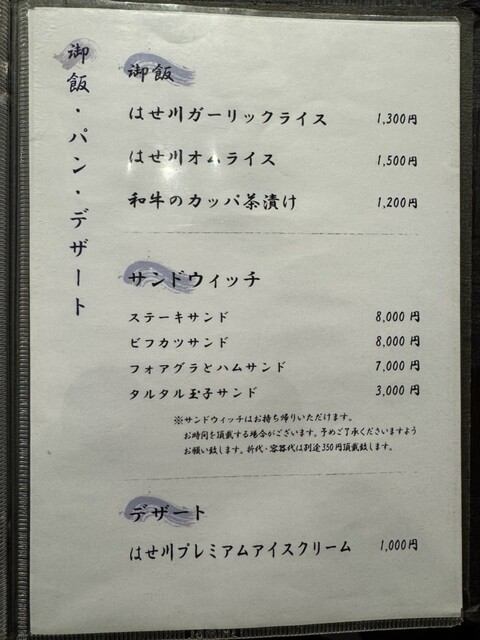 御飯・パン・デザート
御飯
はせ川ガーリックライス 1,300円
はせ川オムライス 1,500円
和牛のカッパ茶漬け 1,200円
サンドウィッチ
ステーキサンド 8,000円
ビフカツサンド 8,000円
フォアグラとハムサンド 7,000円
タルタル玉子サンド 3,000円
※サンドウィッチはお持ち帰りいただけます。
お時間を頂戴する場合がございます。予めご了承くださいますよう
お願い致します。折代・容器代は別途350円頂戴致します。
デザート
はせ川プレミアムアイスクリーム 1,000円